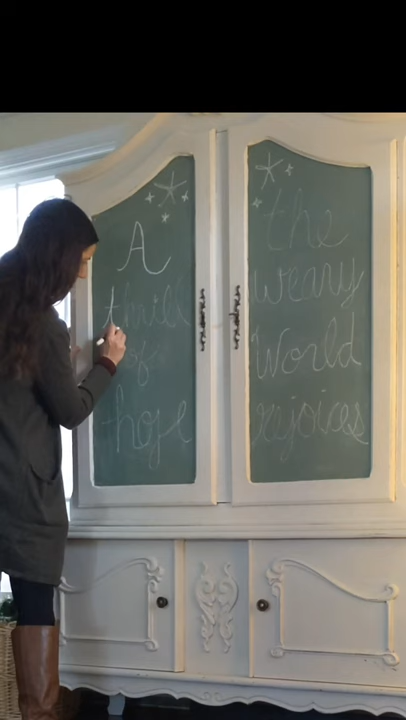 A
thrill
of
hope
the
weary
World
rejoices